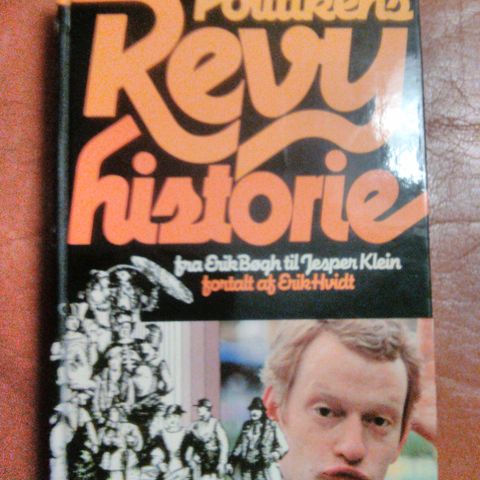 Politikens
Revy
historie
fra Erik Bøgh til Jesper Klein
fortalt af Erik Hvidt